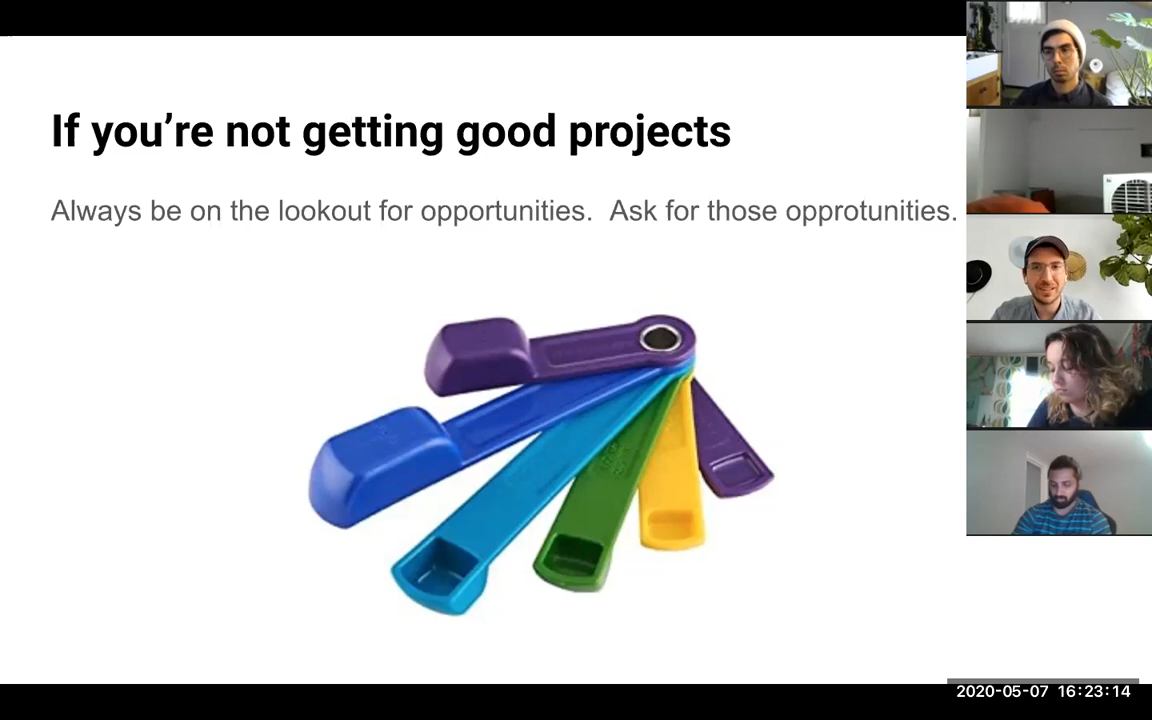 If you’re not getting good projects
Always be on the lookout for opportunities.  Ask for those opprotunities.
2020-05-07 16:23:14